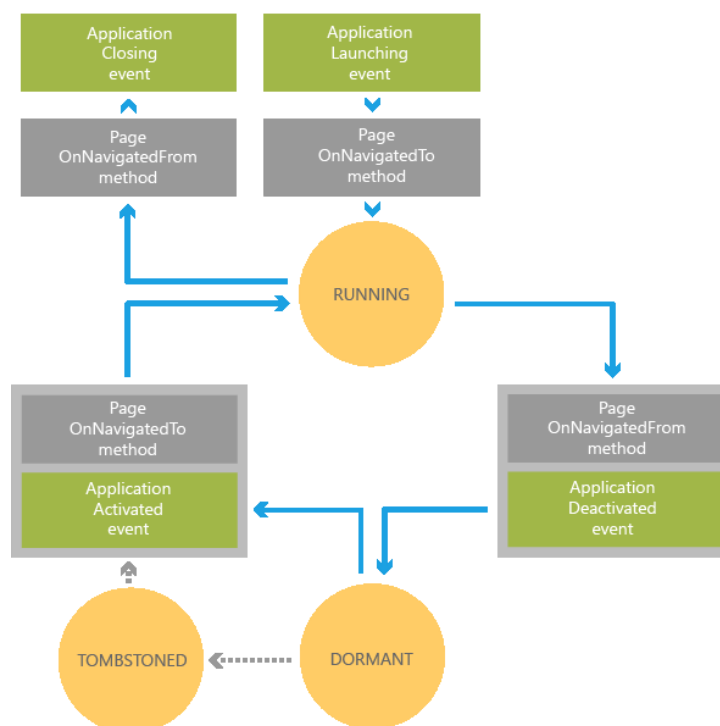 Application
Closing
event
Application
Launching
event
Page
OnNavigatedFrom
method
Page
OnNavigatedTo
method
RUNNING
Page
OnNavigatedTo
method
Application
Activated
event
Page
OnNavigatedFrom
method
Application
Deactivated
event
TOMBSTONED
DORMANT